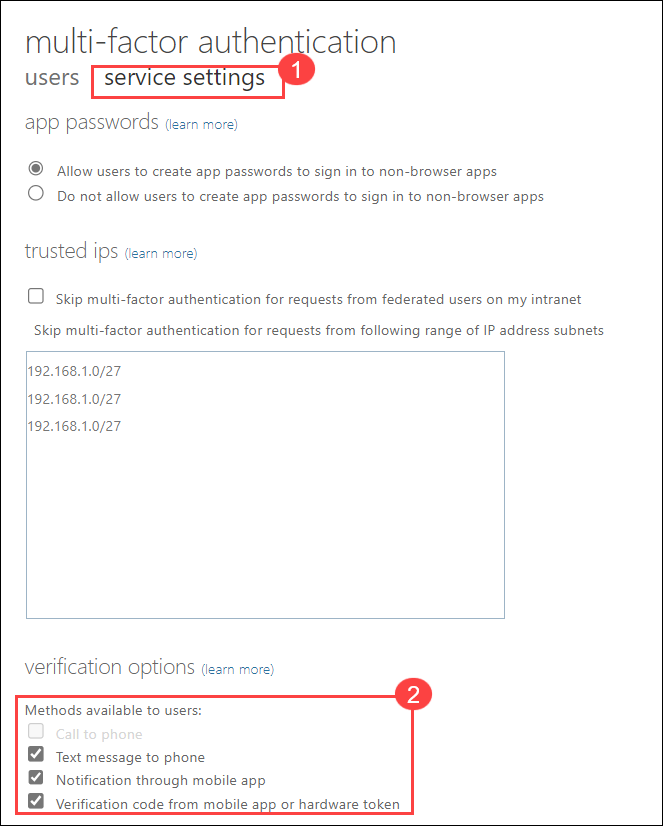 multi-factor authentication
users service settings 1
app passwords (learn more)
Allow users to create app passwords to sign in to non-browser apps
Do not allow users to create app passwords to sign in to non-browser apps
trusted ips (learn more)
Skip multi-factor authentication for requests from federated users on my intranet
Skip multi-factor authentication for requests from following range of IP address subnets
192.168.1.0/27
192.168.1.0/27
192.168.1.0/27
verification options (learn more)
2
Methods available to users:
Call to phone
Text message to phone
Notification through mobile app
Verification code from mobile app or hardware token